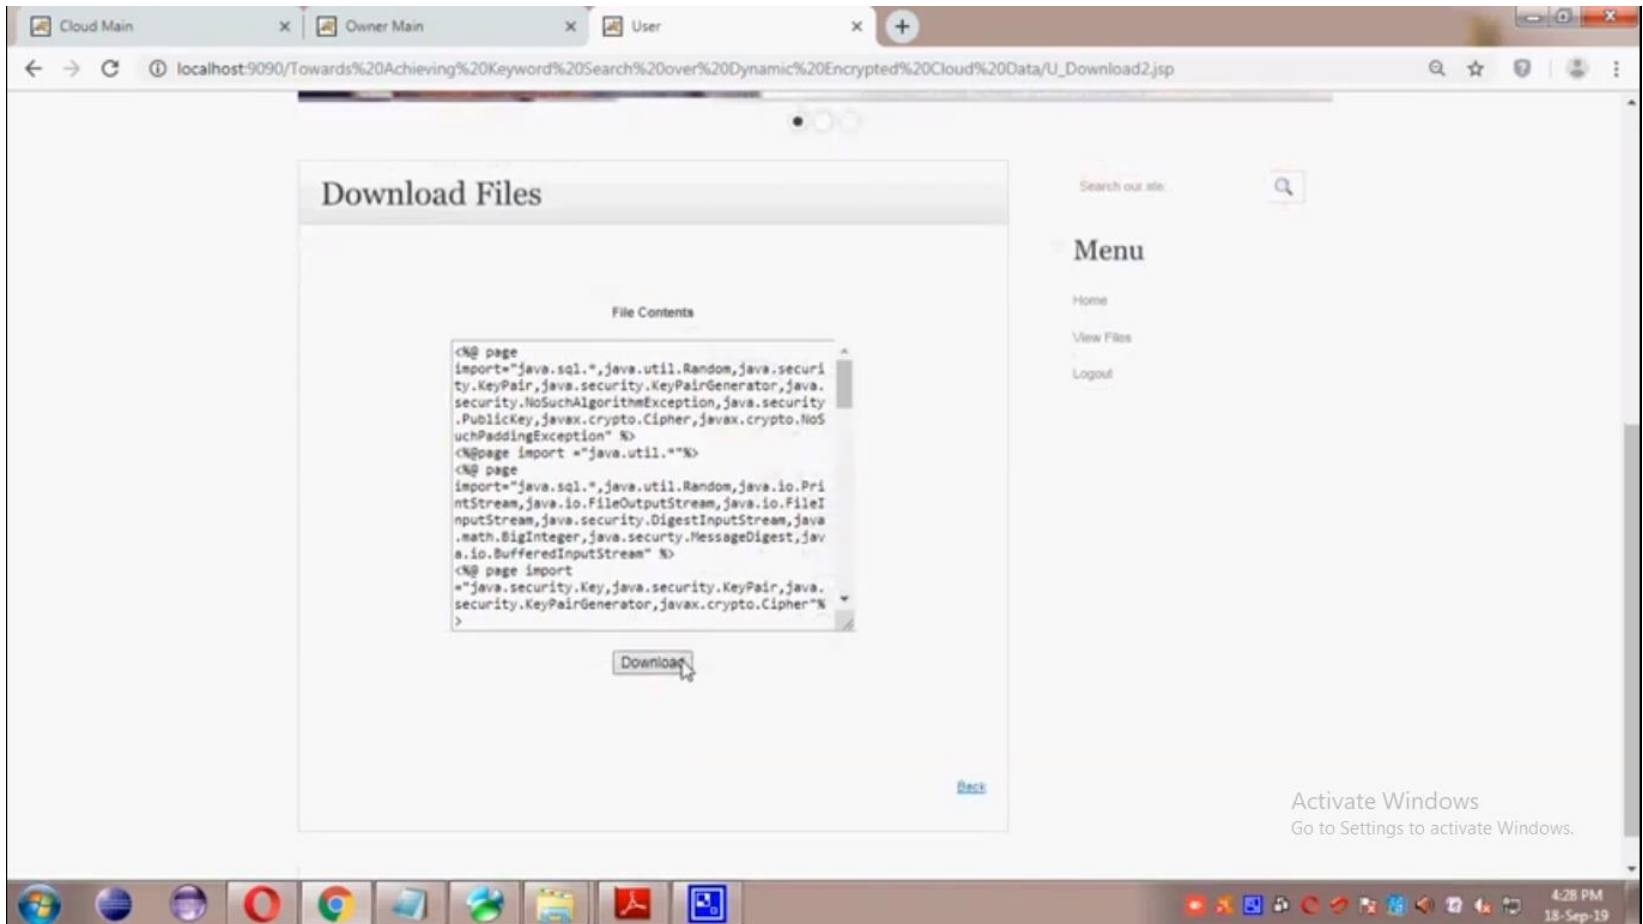 Cloud Main
Owner Main
User
localhost:9090/Towards%20Achieving%20Keyword%20Search%20over%20Dynamic%20Encrypted%20Cloud%20Data/U_Download2.jsp
Download Files
Search our site:
Menu
Home
View Files
Logout
File Contents
<%@ page
import="java.sql.*,java.util.Random,java.securi
ty.KeyPair,java.security.KeyPairGenerator,java.
security.NoSuchAlgorithmException,java.security
.PublicKey,javax.crypto.Cipher,javax.crypto.NoS
uchPaddingException" %>
<%@page import ="java.util.*"%>
<%@ page
import="java.sql.*,java.util.Random,java.io.Pri
ntStream,java.io.FileOutputStream,java.io.FileI
nputStream,java.security.DigestInputStream,java
.math.BigInteger,java.securty.MessageDigest,jav
a.io.BufferedInputStream" %>
<%@ page import
="java.security.Key,java.security.KeyPair,java.
security.KeyPairGenerator,javax.crypto.Cipher"%
>
Download
Back
Activate Windows
Go to Settings to activate Windows.
4:28 PM
18-Sep-19